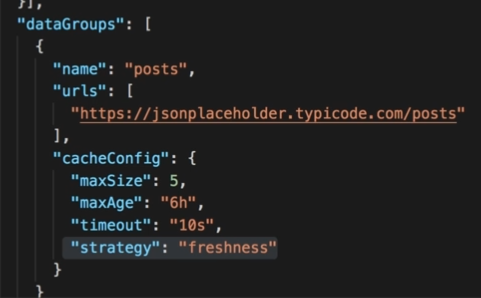 }],
"dataGroups": [
{
"name": "posts",
"urls": [
"https://jsonplaceholder.typicode.com/posts"
],
"cacheConfig": {
"maxSize": 5,
"maxAge": "6h",
"timeout": "10s",
"strategy": "freshness"
}
}